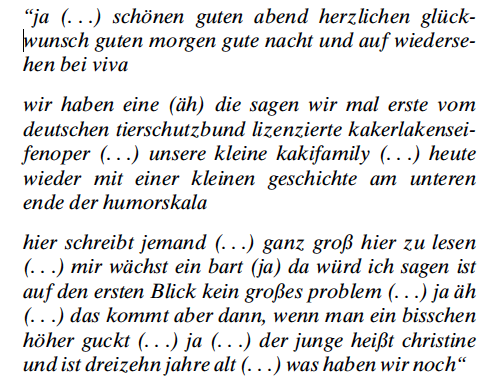 “ja (. . .) schönen guten abend herzlichen glück-
wunsch guten morgen gute nacht und auf wiederse-
hen bei viva
wir haben eine (äh) die sagen wir mal erste vom
deutschen tierschutzbund lizenzierte kakerlakensei-
fenoper (. . .) unsere kleine kakifamily (. . .) heute
wieder mit einer kleinen geschichte am unteren
ende der humorskala
hier schreibt jemand (. . .) ganz groß hier zu lesen
(. . .) mir wächst ein bart (ja) da würd ich sagen ist
auf den ersten Blick kein großes problem (. . .) ja äh
(. . .) das kommt aber dann, wenn man ein bisschen
höher guckt (. . .) ja (. . .) der junge heißt christine
und ist dreizehn jahre alt (. . .) was haben wir noch“